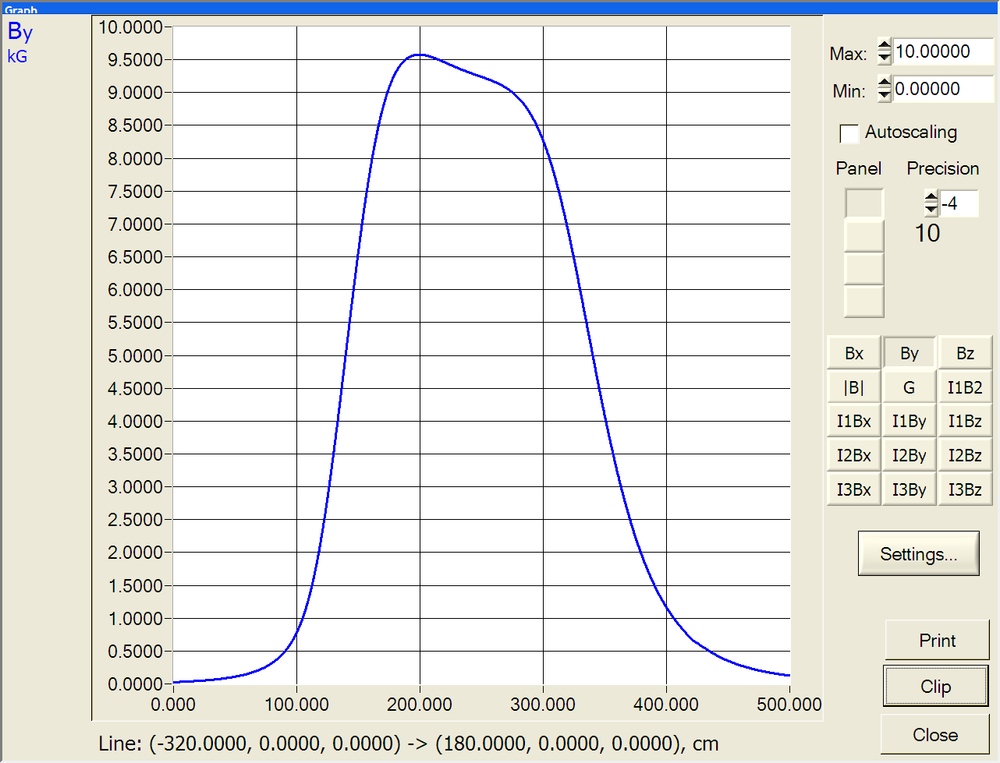 Graph
By
kG
10.0000
9.5000
9.0000
8.5000
8.0000
7.5000
7.0000
6.5000
6.0000
5.5000
5.0000
4.5000
4.0000
3.5000
3.0000
2.5000
2.0000
1.5000
1.0000
0.5000
0.0000
0.000 100.000 200.000 300.000 400.000 500.000
Line: (-320.0000, 0.0000, 0.0000) -> (180.0000, 0.0000, 0.0000), cm
Max: 10.00000
Min: 0.00000
Autoscaling
Panel Precision
-4
10
Bx By Bz
|B| G I1B2
I1Bx I1By I1Bz
I2Bx I2By I2Bz
I3Bx I3By I3Bz
Settings...
Print
Clip
Close